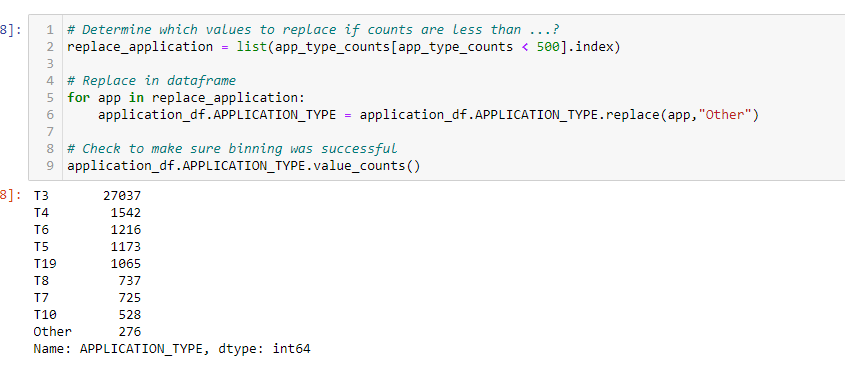 8]: 1 # Determine which values to replace if counts are less than ...?
2 replace_application = list(app_type_counts[app_type_counts < 500].index)
3
4 # Replace in dataframe
5 for app in replace_application:
6     application_df.APPLICATION_TYPE = application_df.APPLICATION_TYPE.replace(app,"Other")
7
8 # Check to make sure binning was successful
9 application_df.APPLICATION_TYPE.value_counts()
8]: T3 27037
T4 1542
T6 1216
T5 1173
T19 1065
T8 737
T7 725
T10 528
Other 276
Name: APPLICATION_TYPE, dtype: int64